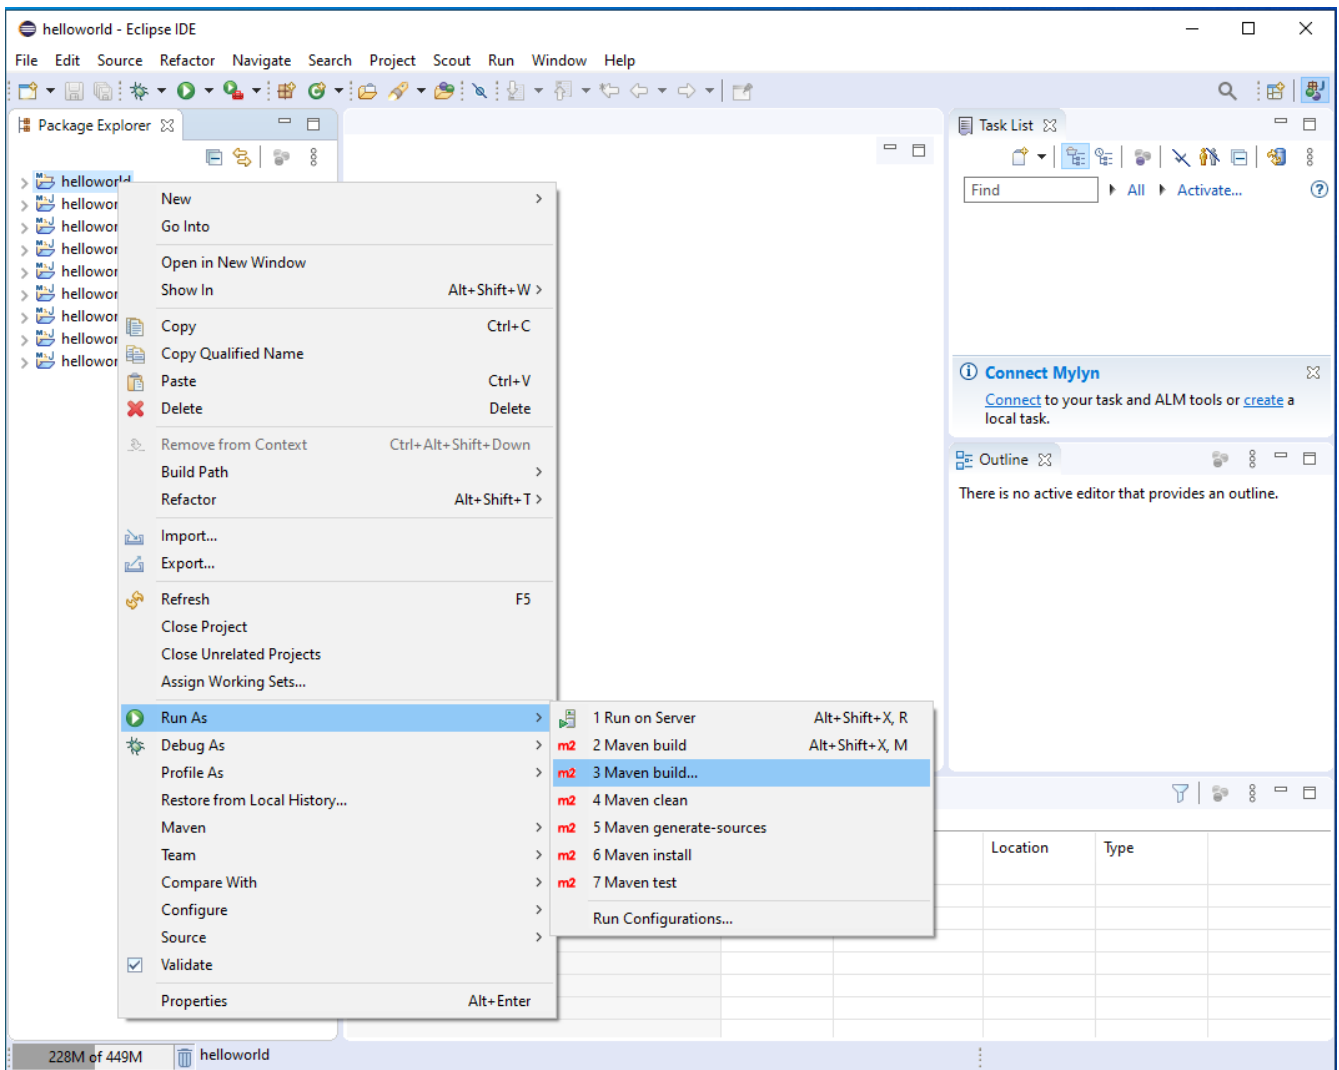 helloworld - Eclipse IDE
File Edit Source Refactor Navigate Search Project Scout Run Window Help
Package Explorer
Task List
helloworld
hellowor
hellowor
hellowor
hellowor
hellowor
hellowor
hellowor
hellowor
New
Go Into
Open in New Window
Show In Alt+Shift+W >
Copy Ctrl+C
Copy Qualified Name
Paste Ctrl+V
Delete Delete
Remove from Context Ctrl+Alt+Shift+Down
Build Path
Refactor Alt+Shift+T >
Import...
Export...
Refresh F5
Close Project
Close Unrelated Projects
Assign Working Sets...
Run As
Debug As
Profile As
Restore from Local History...
Maven
Team
Compare With
Configure
Source
Validate
Properties Alt+Enter
1 Run on Server Alt+Shift+X, R
m2 2 Maven build Alt+Shift+X, M
m2 3 Maven build...
m2 4 Maven clean
m2 5 Maven generate-sources
m2 6 Maven install
m2 7 Maven test
Run Configurations...
Find All Activate...
Connect Mylyn
Connect to your task and ALM tools or create a
local task.
Outline
There is no active editor that provides an outline.
Location Type
228M of 449M helloworld